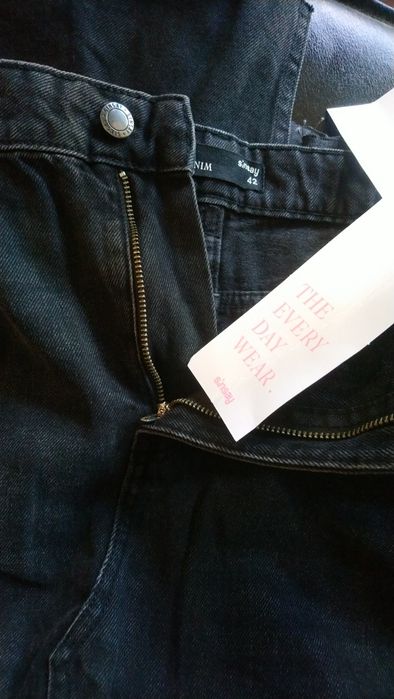 sinsay
NIM
42
THE
EVERY
DAY
WEAR.
sinsay